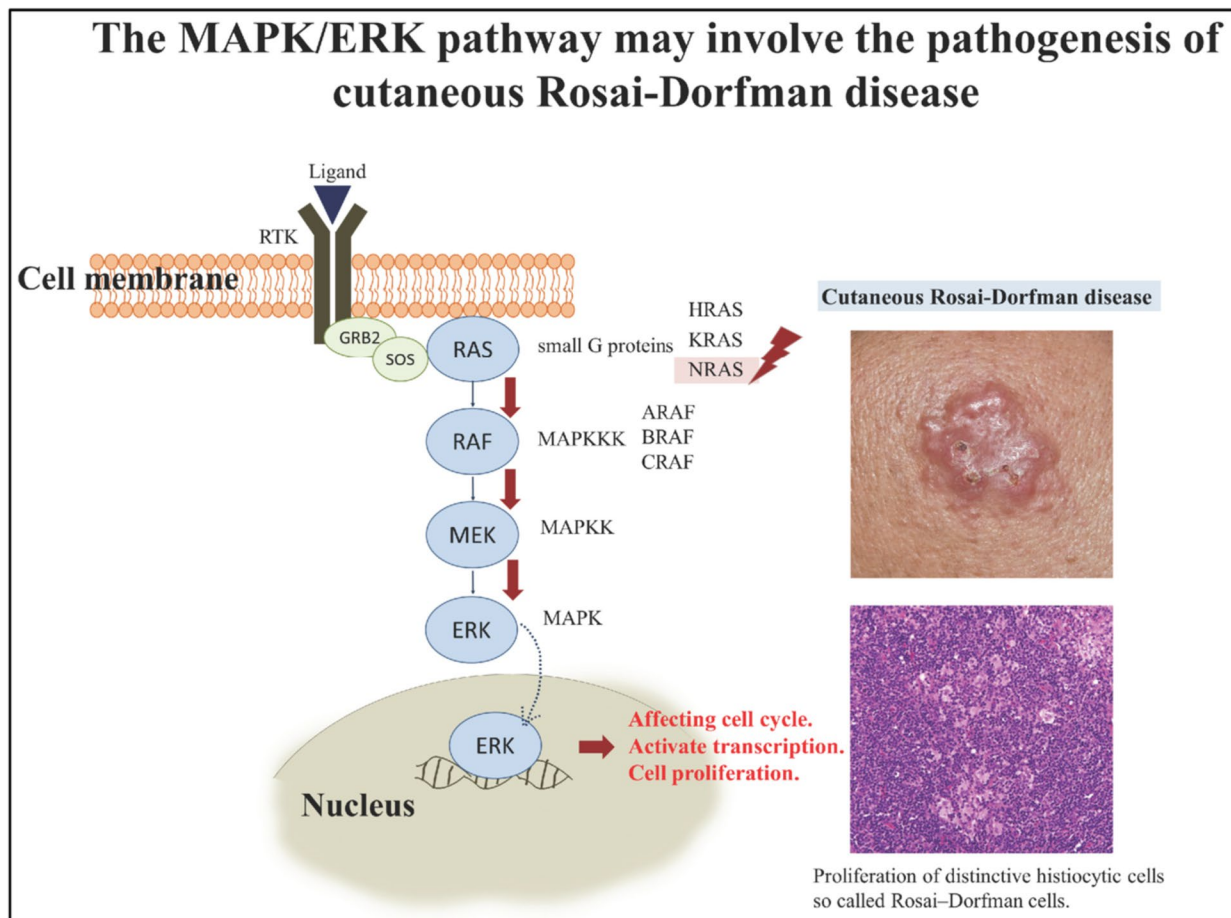 The MAPK/ERK pathway may involve the pathogenesis of
cutaneous Rosai-Dorfman disease
Ligand
RTK
Cell membrane
GRB2
SOS
RAS
small G proteins
HRAS
KRAS
NRAS
RAF
MAPKKK
ARAF
BRAF
CRAF
MEK
MAPKK
ERK
MAPK
ERK
Nucleus
Affecting cell cycle.
Activate transcription.
Cell proliferation.
Cutaneous Rosai-Dorfman disease
Proliferation of distinctive histiocytic cells
so called Rosai–Dorfman cells.